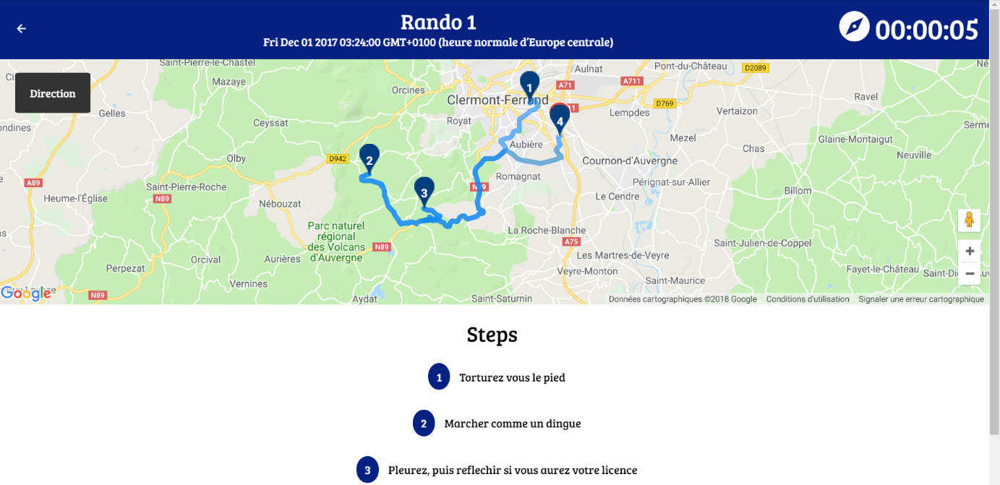 Rando 1
Fri Dec 01 2017 03:24:00 GMT+0100 (heure normale d'Europe centrale)
00:00:05
Direction
Saint-Pierre-le-Chastel
Mazaye
Gelles
Ceyssat
Orcines
Clermont-Ferrand
Royat
Aulnat
Pont-du-Château
D2089
A71
A711
D769
Lempdes
Vertaizon
Ravel
1
4
Aubière
Mezel
Chas
Glaine-Montaigut
Neuville
Olby
D942
2
3
Romagnat
Cournon-d'Auvergne
Pérignat-sur-Allier
Billom
A89
Heume-l'Église
Saint-Pierre-Roche
N89
Nébouzat
Le Cendre
Parc naturel
régional
des Volcans
d'Auvergne
N89
La Roche-Blanche
A75
Saint-Julien-de-Coppel
Orcival
Aurières
Perpezat
Les Martres-de-Veyre
Veyre-Monton
Saint-Maurice
Fayet-le-Château
Vernines
N89
Aydat
Saint-Saturnin
Google
Données cartographiques ©2018 Google
Conditions d'utilisation
Signaler une erreur cartographique
Steps
1 Torturez vous le pied
2 Marcher comme un dingue
3 Pleurez, puis reflechir si vous aurez votre licence